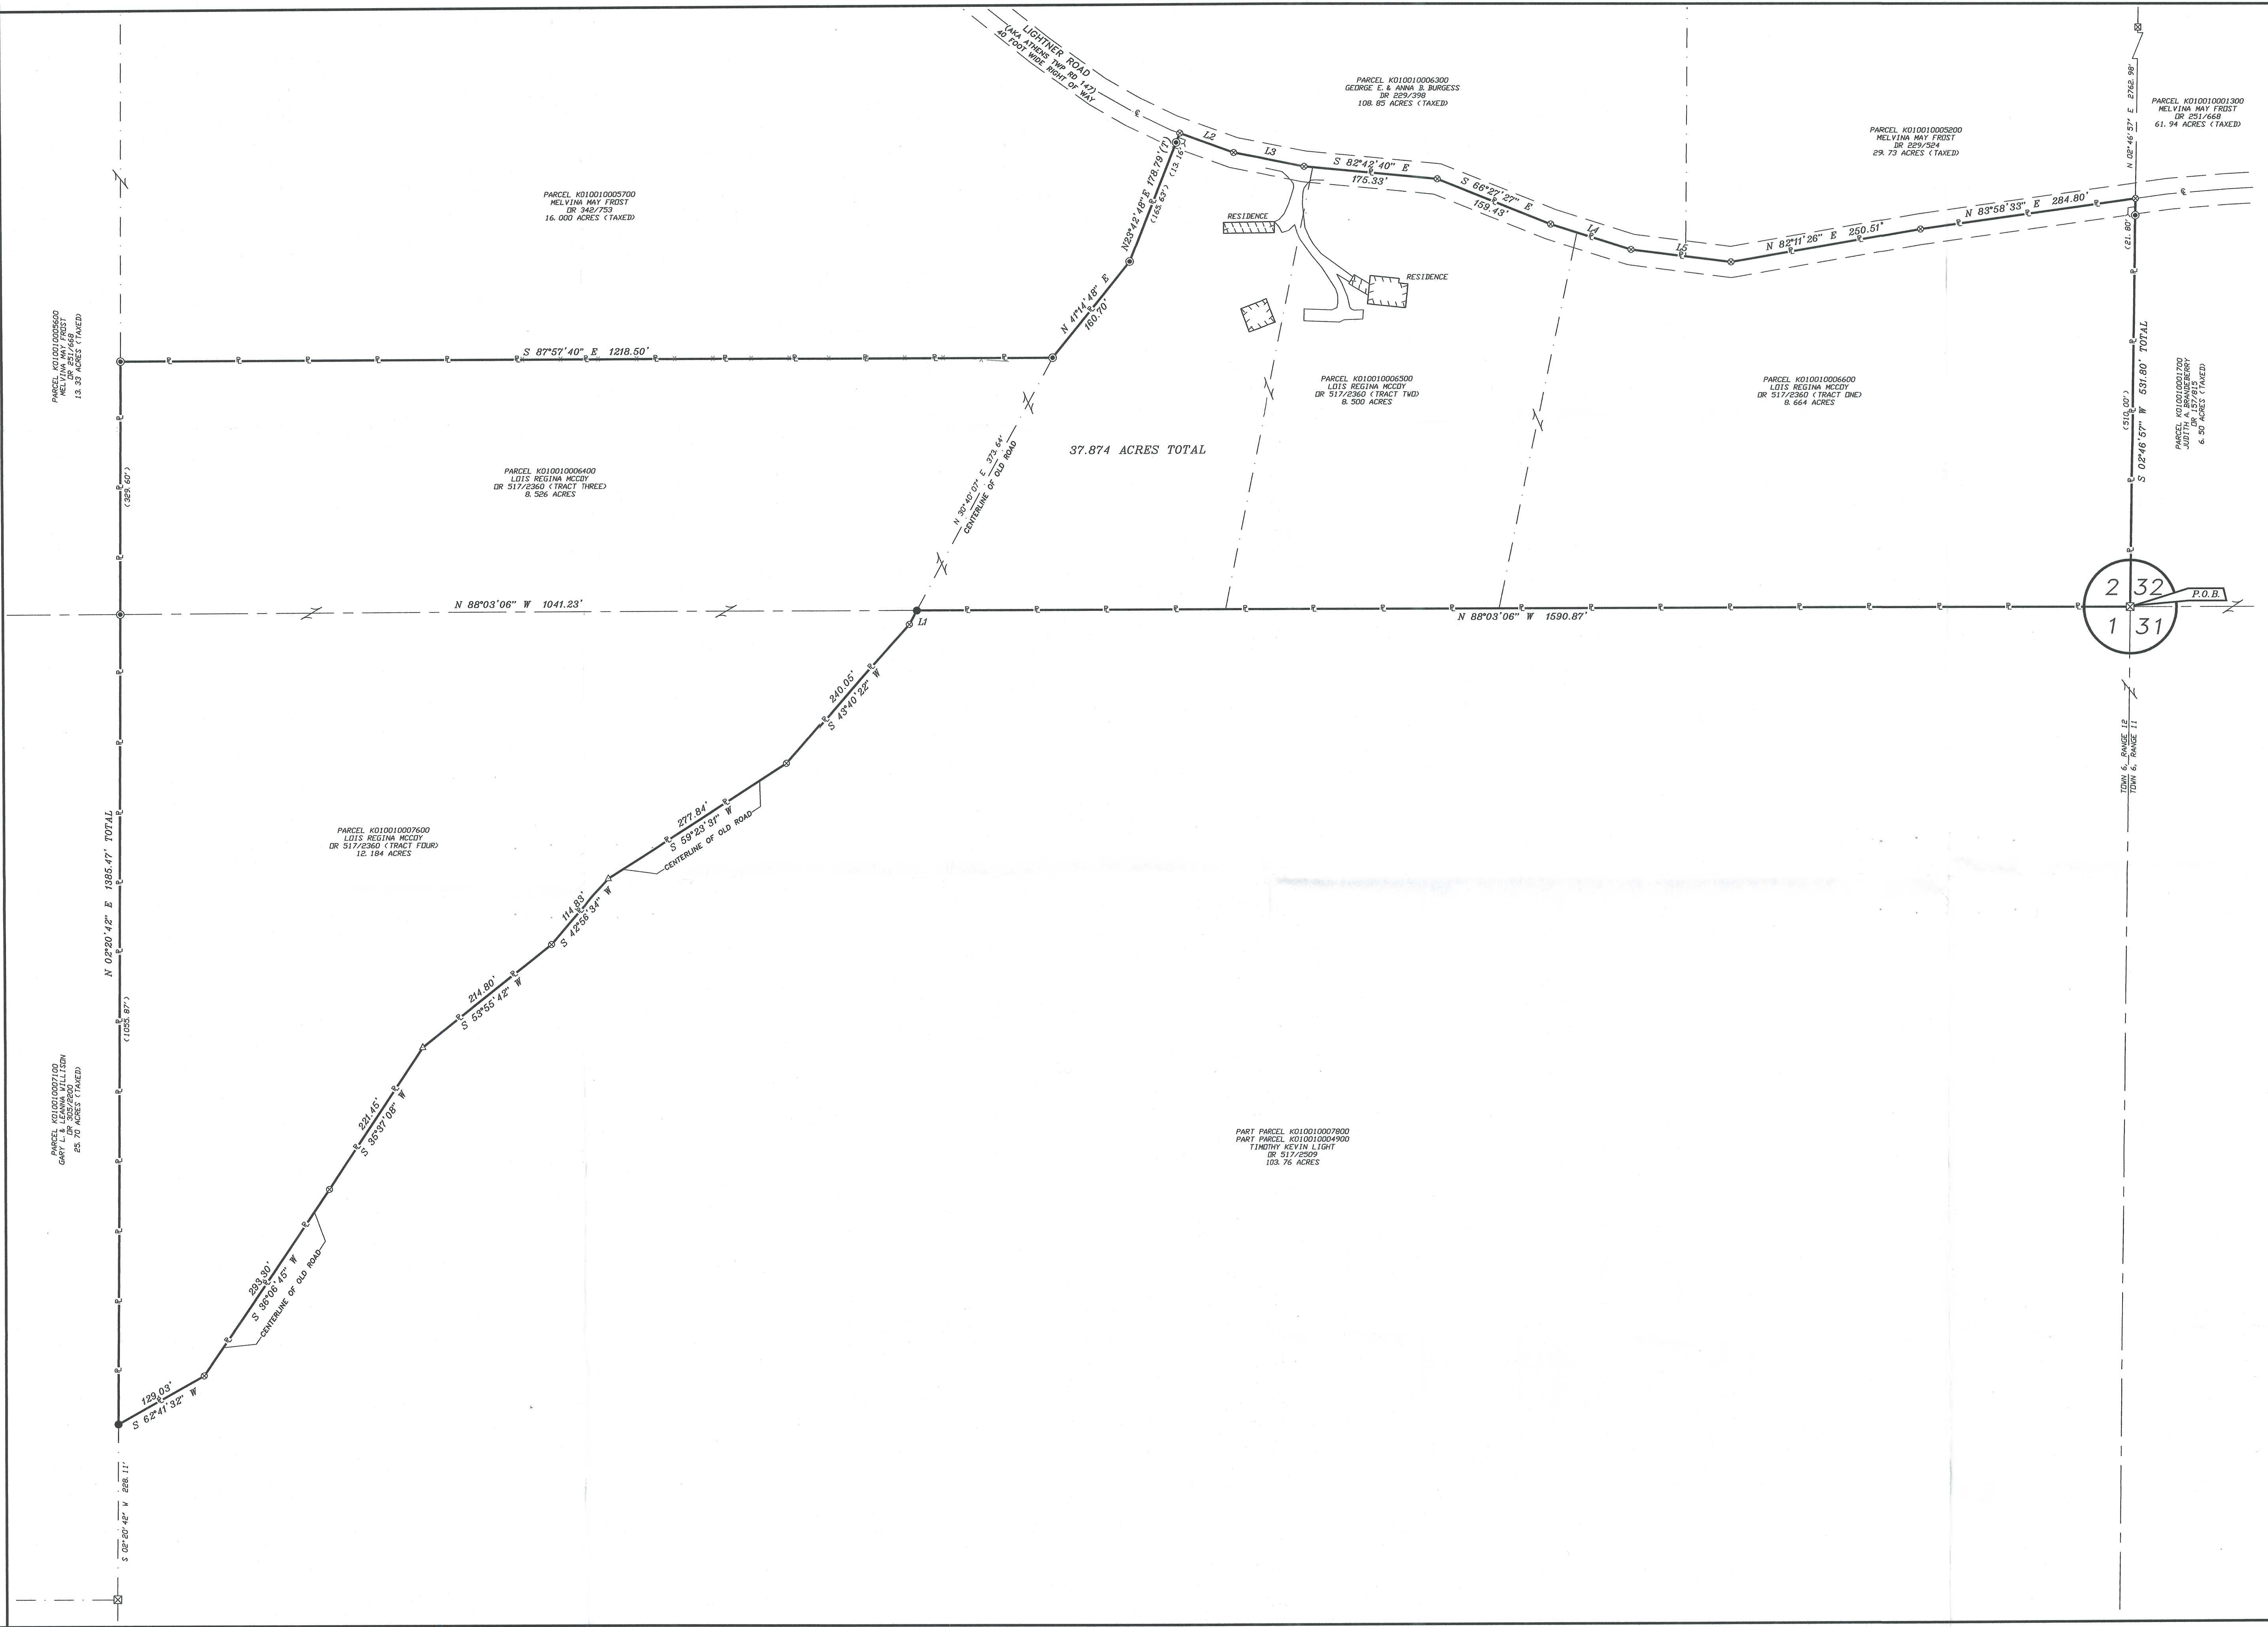 LIGHTNER ROAD
(AKA ATHENS TWP RD 147)
40 FOOT WIDE RIGHT OF WAY
PARCEL K010010006300
GEORGE E. & ANNA B. BURGESS
DR 229/398
108.85 ACRES (TAXED)
PARCEL K010010005200
MELVINA MAY FROST
DR 229/524
29.73 ACRES (TAXED)
N 02°46'57" E 2762.98'
PARCEL K010010001300
MELVINA MAY FROST
DR 251/668
61.94 ACRES (TAXED)
PARCEL K010010005700
MELVINA MAY FROST
DR 342/753
16.000 ACRES (TAXED)
L2
L3
S 82°42'40" E
175.33'
S 66°27'27" E
159.43'
L4
L5
N 82°11'26" E 250.51'
N 83°58'33" E 284.80'
(21.80')
N23°42'48"E 178.79'(T)
(165.63') (13.16')
RESIDENCE
RESIDENCE
N 41°14'48" E
160.70'
PARCEL K010010005600
MELVINA MAY FROST
DR 251/668
13.33 ACRES (TAXED)
S 87°57'40" E 1218.50'
PARCEL K010010006500
LOIS REGINA MCCOY
DR 517/2360 (TRACT TWO)
8.500 ACRES
PARCEL K010010006600
LOIS REGINA MCCOY
DR 517/2360 (TRACT ONE)
8.664 ACRES
(510.00')
S 02°46'57" W 531.80' TOTAL
PARCEL K010010001700
JUDITH A. BRANDEBERRY
DR 157/815
6.50 ACRES (TAXED)
37.874 ACRES TOTAL
(329.60')
PARCEL K010010006400
LOIS REGINA MCCOY
DR 517/2360 (TRACT THREE)
8.526 ACRES
N 30°40'07" E 373.64'
CENTERLINE OF OLD ROAD
N 88°03'06" W 1041.23'
L1
N 88°03'06" W 1590.87'
2 32
1 31
P.O.B.
TOWN 6, RANGE 12
TOWN 6, RANGE 11
240.05'
S 43°40'22" W
277.84'
S 59°23'31" W
CENTERLINE OF OLD ROAD
PARCEL K010010007600
LOIS REGINA MCCOY
DR 517/2360 (TRACT FOUR)
12.184 ACRES
N 02°20'42" E 1385.47' TOTAL
(1055.87')
114.83'
S 42°56'34" W
214.80'
S 53°55'42" W
221.45'
S 35°37'08" W
PARCEL K010010007100
GARY L. & LEANNA WILLISON
DR 305/2200
25.70 ACRES (TAXED)
PART PARCEL K010010007800
PART PARCEL K010010004900
TIMOTHY KEVIN LIGHT
DR 517/2509
103.76 ACRES
293.30'
S 36°06'45" W
CENTERLINE OF OLD ROAD
129.03'
S 62°41'32" W
S 02°20'42" W 228.11'